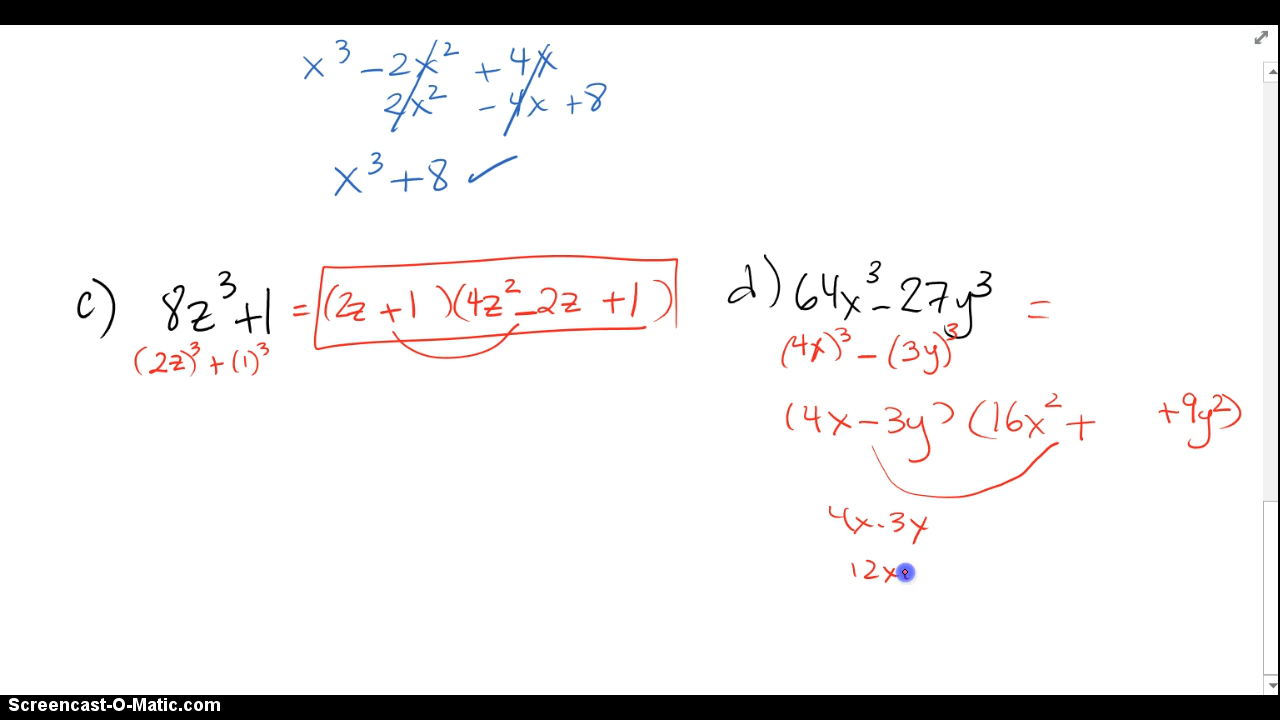 x³ - 2x² + 4x
2x² - 4x + 8
x³ + 8 ✓
c) 8z³ + 1 = (2z + 1)(4z² - 2z + 1)
(2z)³ + (1)³
d) 64x³ - 27y³ =
(4x)³ - (3y)³
(4x - 3y)(16x² +     + 9y²)
4x · 3y
12x
Screencast-O-Matic.com